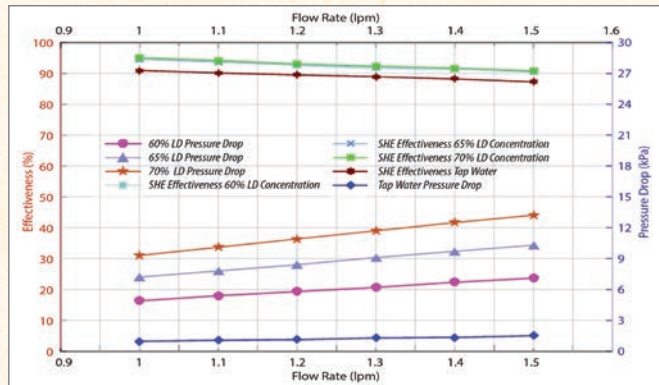 Flow Rate (lpm)
0.9 1 1.1 1.2 1.3 1.4 1.5 1.6
100 30
90 27
80 24
70 21
60 18
50 15
40 12
30 9
20 6
10 3
0 0
Effectiveness (%)
Pressure Drop (kPa)
60% LD Pressure Drop
65% LD Pressure Drop
70% LD Pressure Drop
SHE Effectiveness 60% LD Concentration
SHE Effectiveness 65% LD Concentration
SHE Effectiveness 70% LD Concentration
SHE Effectiveness Tap Water
Tap Water Pressure Drop
0.9 1 1.1 1.2 1.3 1.4 1.5 1.6
Flow Rate (lpm)